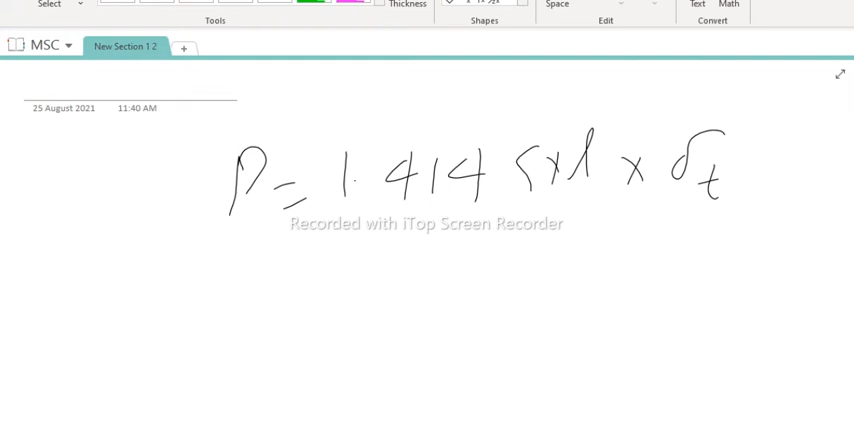 Thickness
Select
Space
Text Math
Tools
Shapes
Edit
Convert
MSC
New Section 1 2
+
25 August 2021 11:40 AM
P = 1.414 s x l x σt
Recorded with iTop Screen Recorder